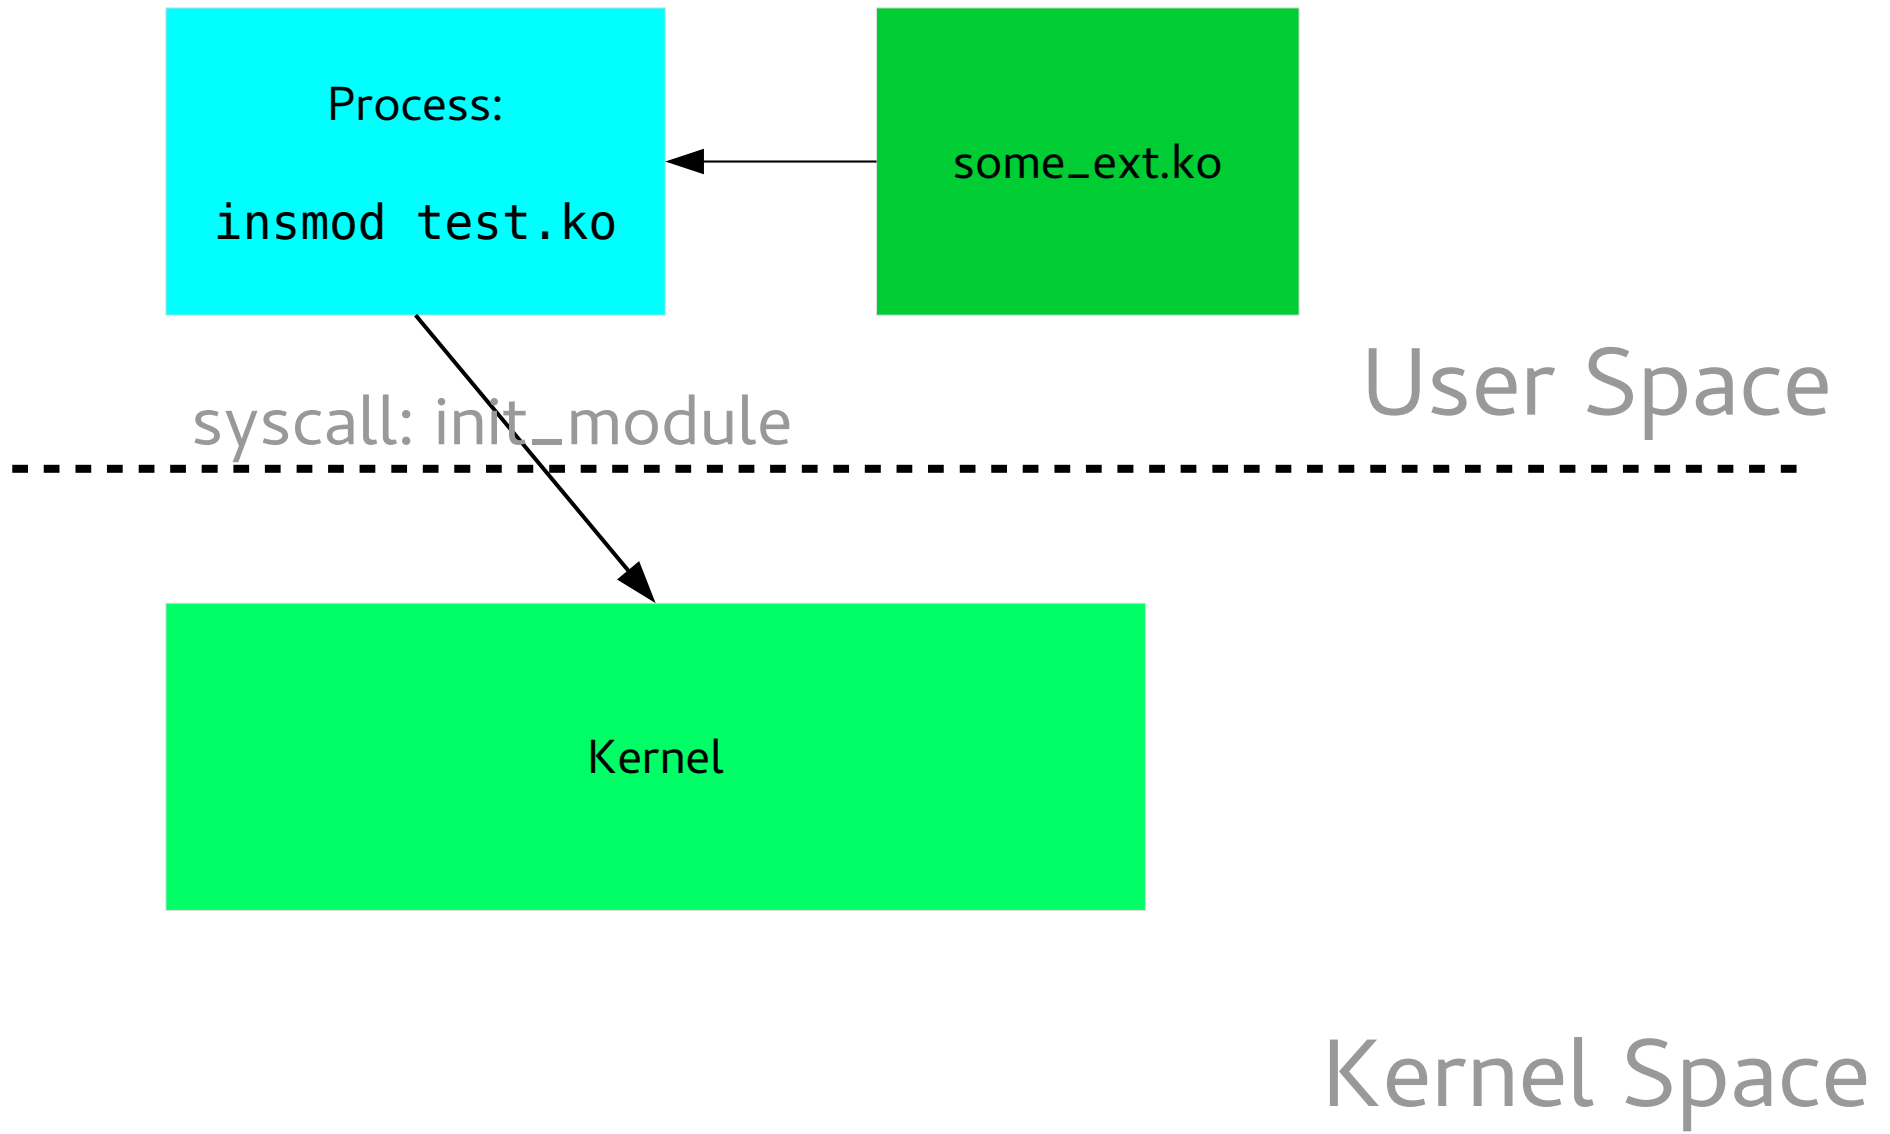 Process:
insmod test.ko
some_ext.ko
User Space
syscall: init_module
Kernel
Kernel Space